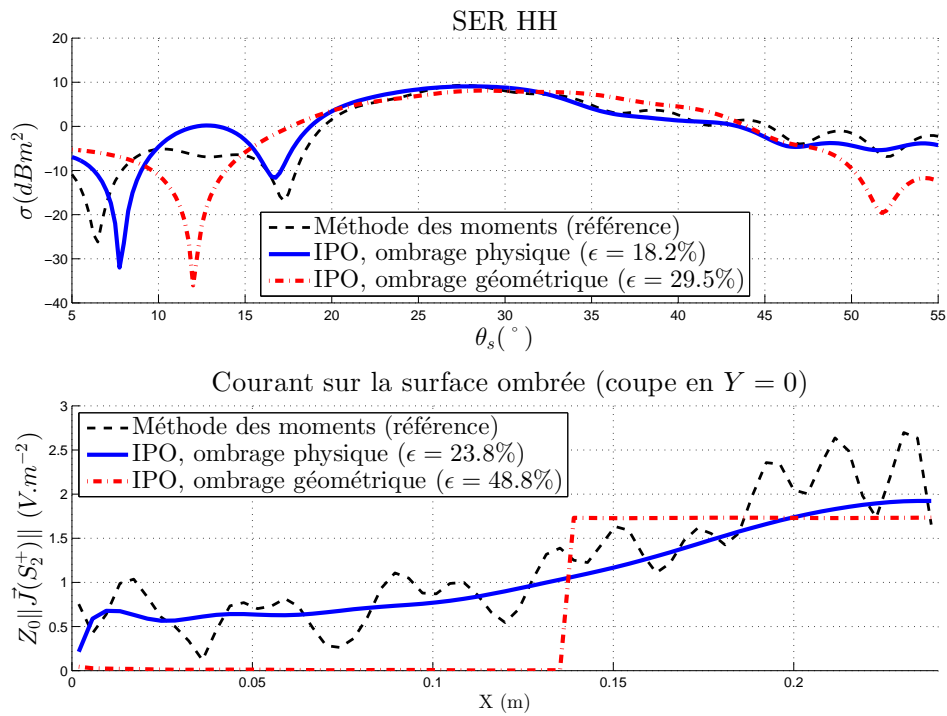 SER HH
20
10
0
−10
−20
−30
−40
σ(dBm²)
Méthode des moments (référence)
IPO, ombrage physique (ϵ = 18.2%)
IPO, ombrage géométrique (ϵ = 29.5%)
5 10 15 20 25 30 35 40 45 50 55
θₛ(°)
Courant sur la surface ombrée (coupe en Y = 0)
3
2.5
2
1.5
1
0.5
0
Z₀||J⃗(S₂⁺)|| (V.m⁻²)
Méthode des moments (référence)
IPO, ombrage physique (ϵ = 23.8%)
IPO, ombrage géométrique (ϵ = 48.8%)
0 0.05 0.1 0.15 0.2
X (m)